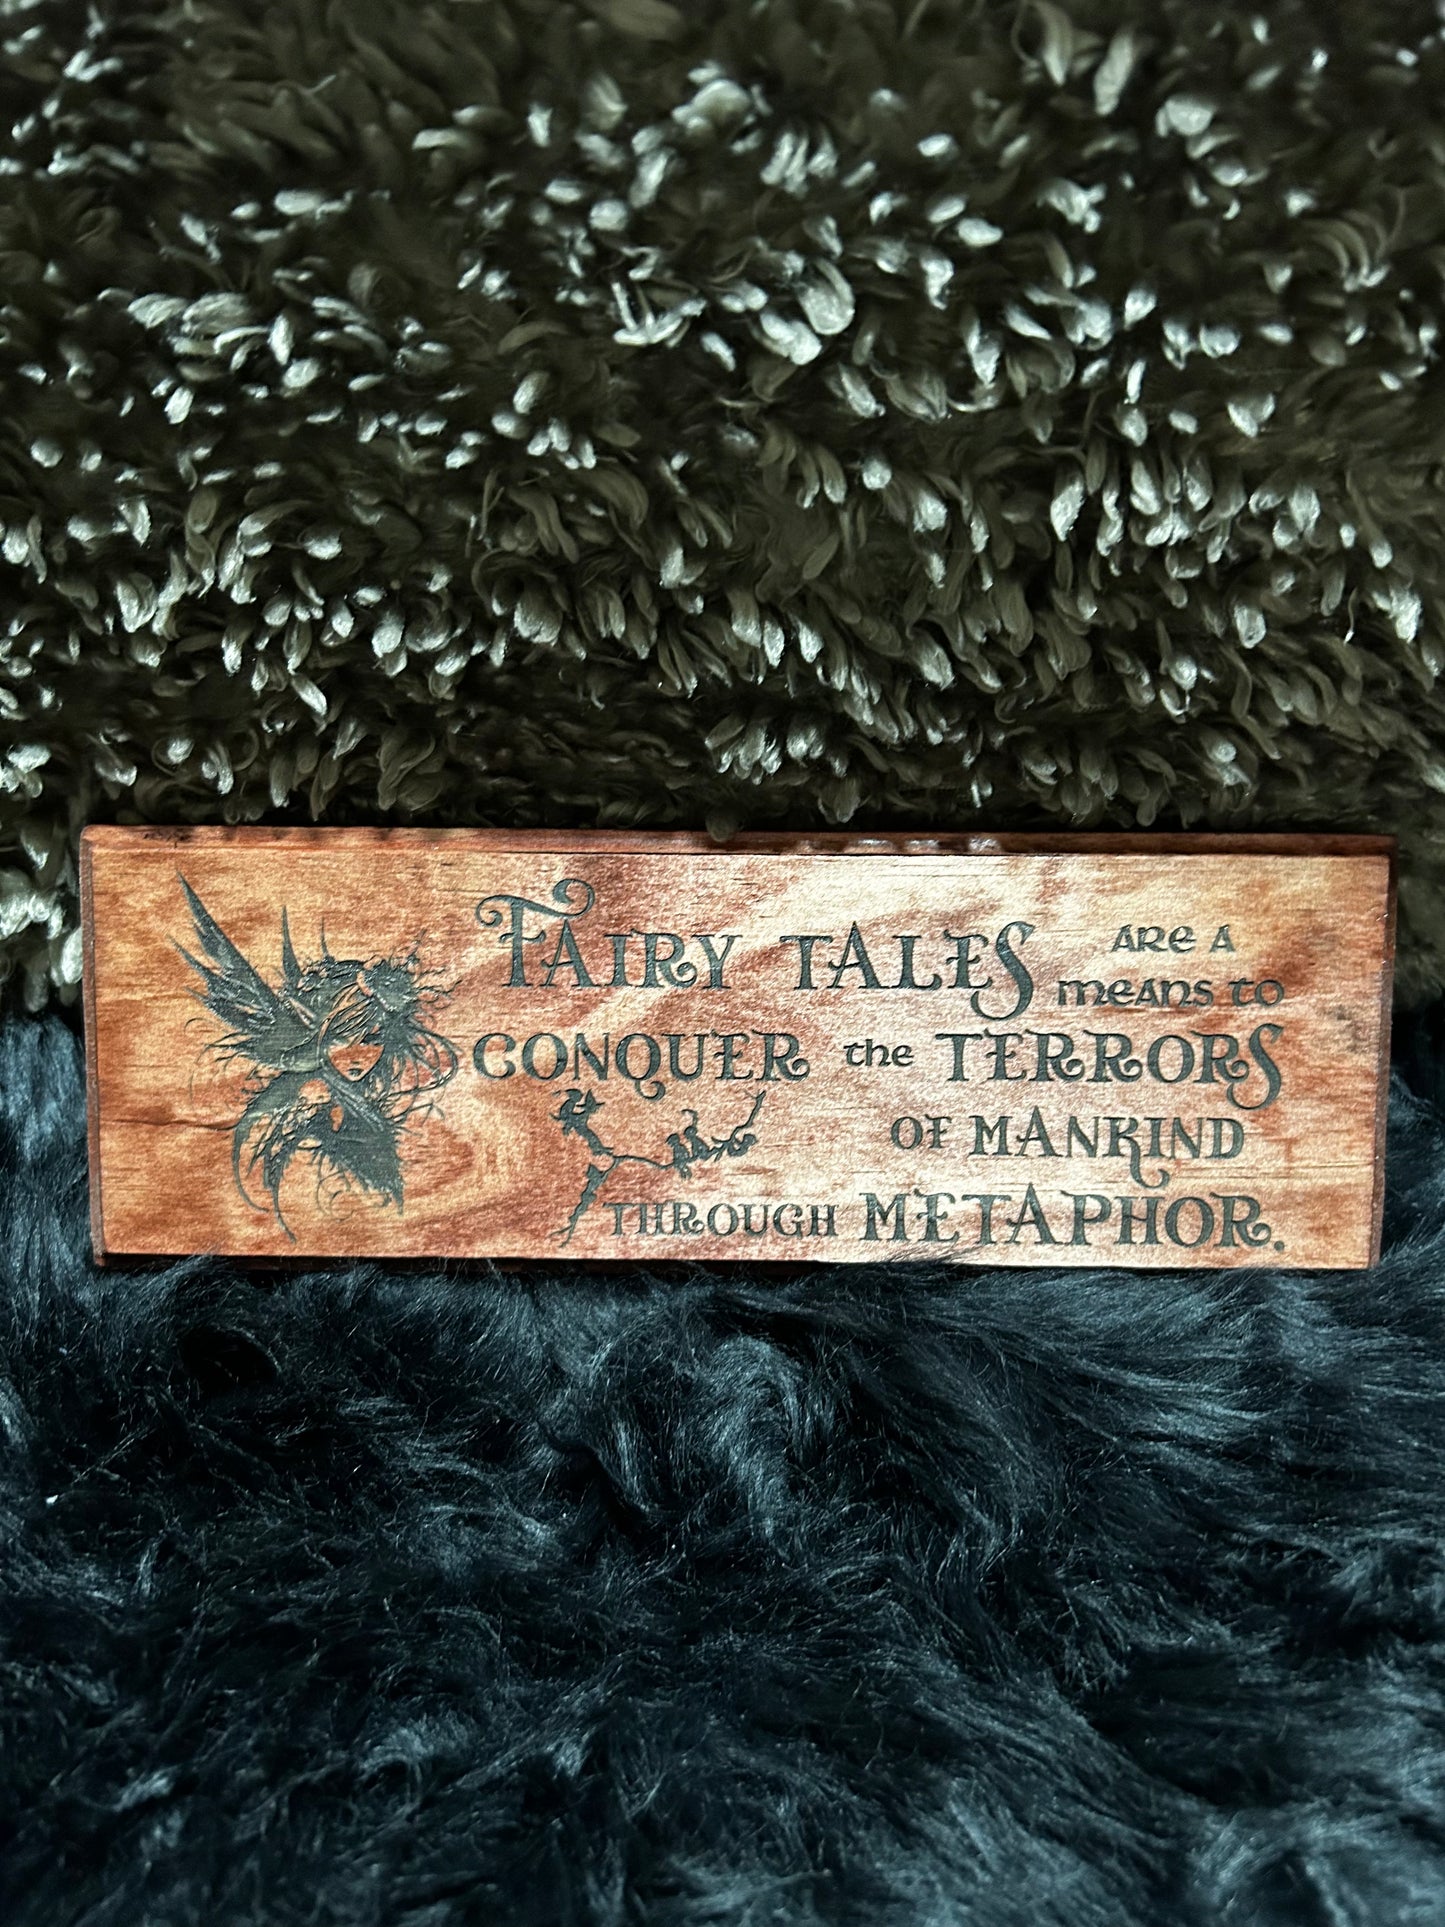 FAIRY TALES ARE A
MEANS TO
CONQUER the TERRORS
OF MANKIND
THROUGH METAPHOR.